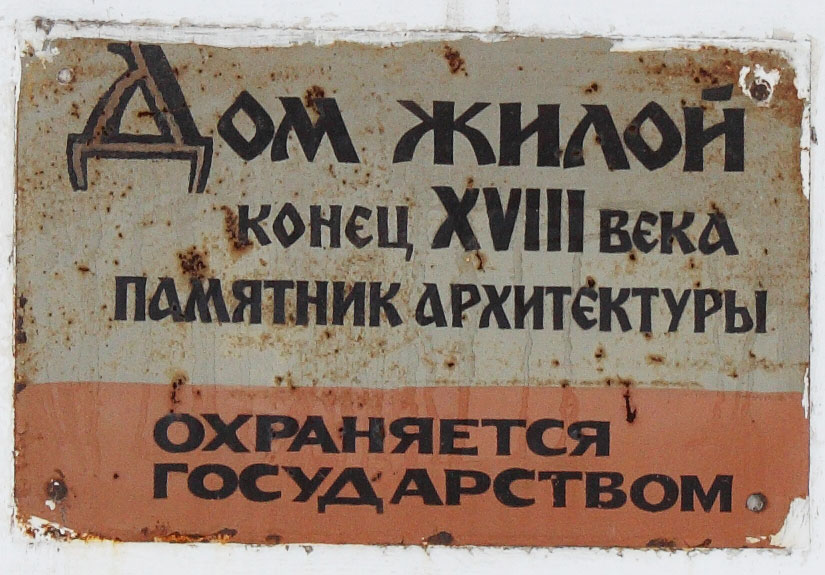 Дом жилой
конец XVIII века
памятник архитектуры
ОХРАНЯЕТСЯ
ГОСУДАРСТВОМ